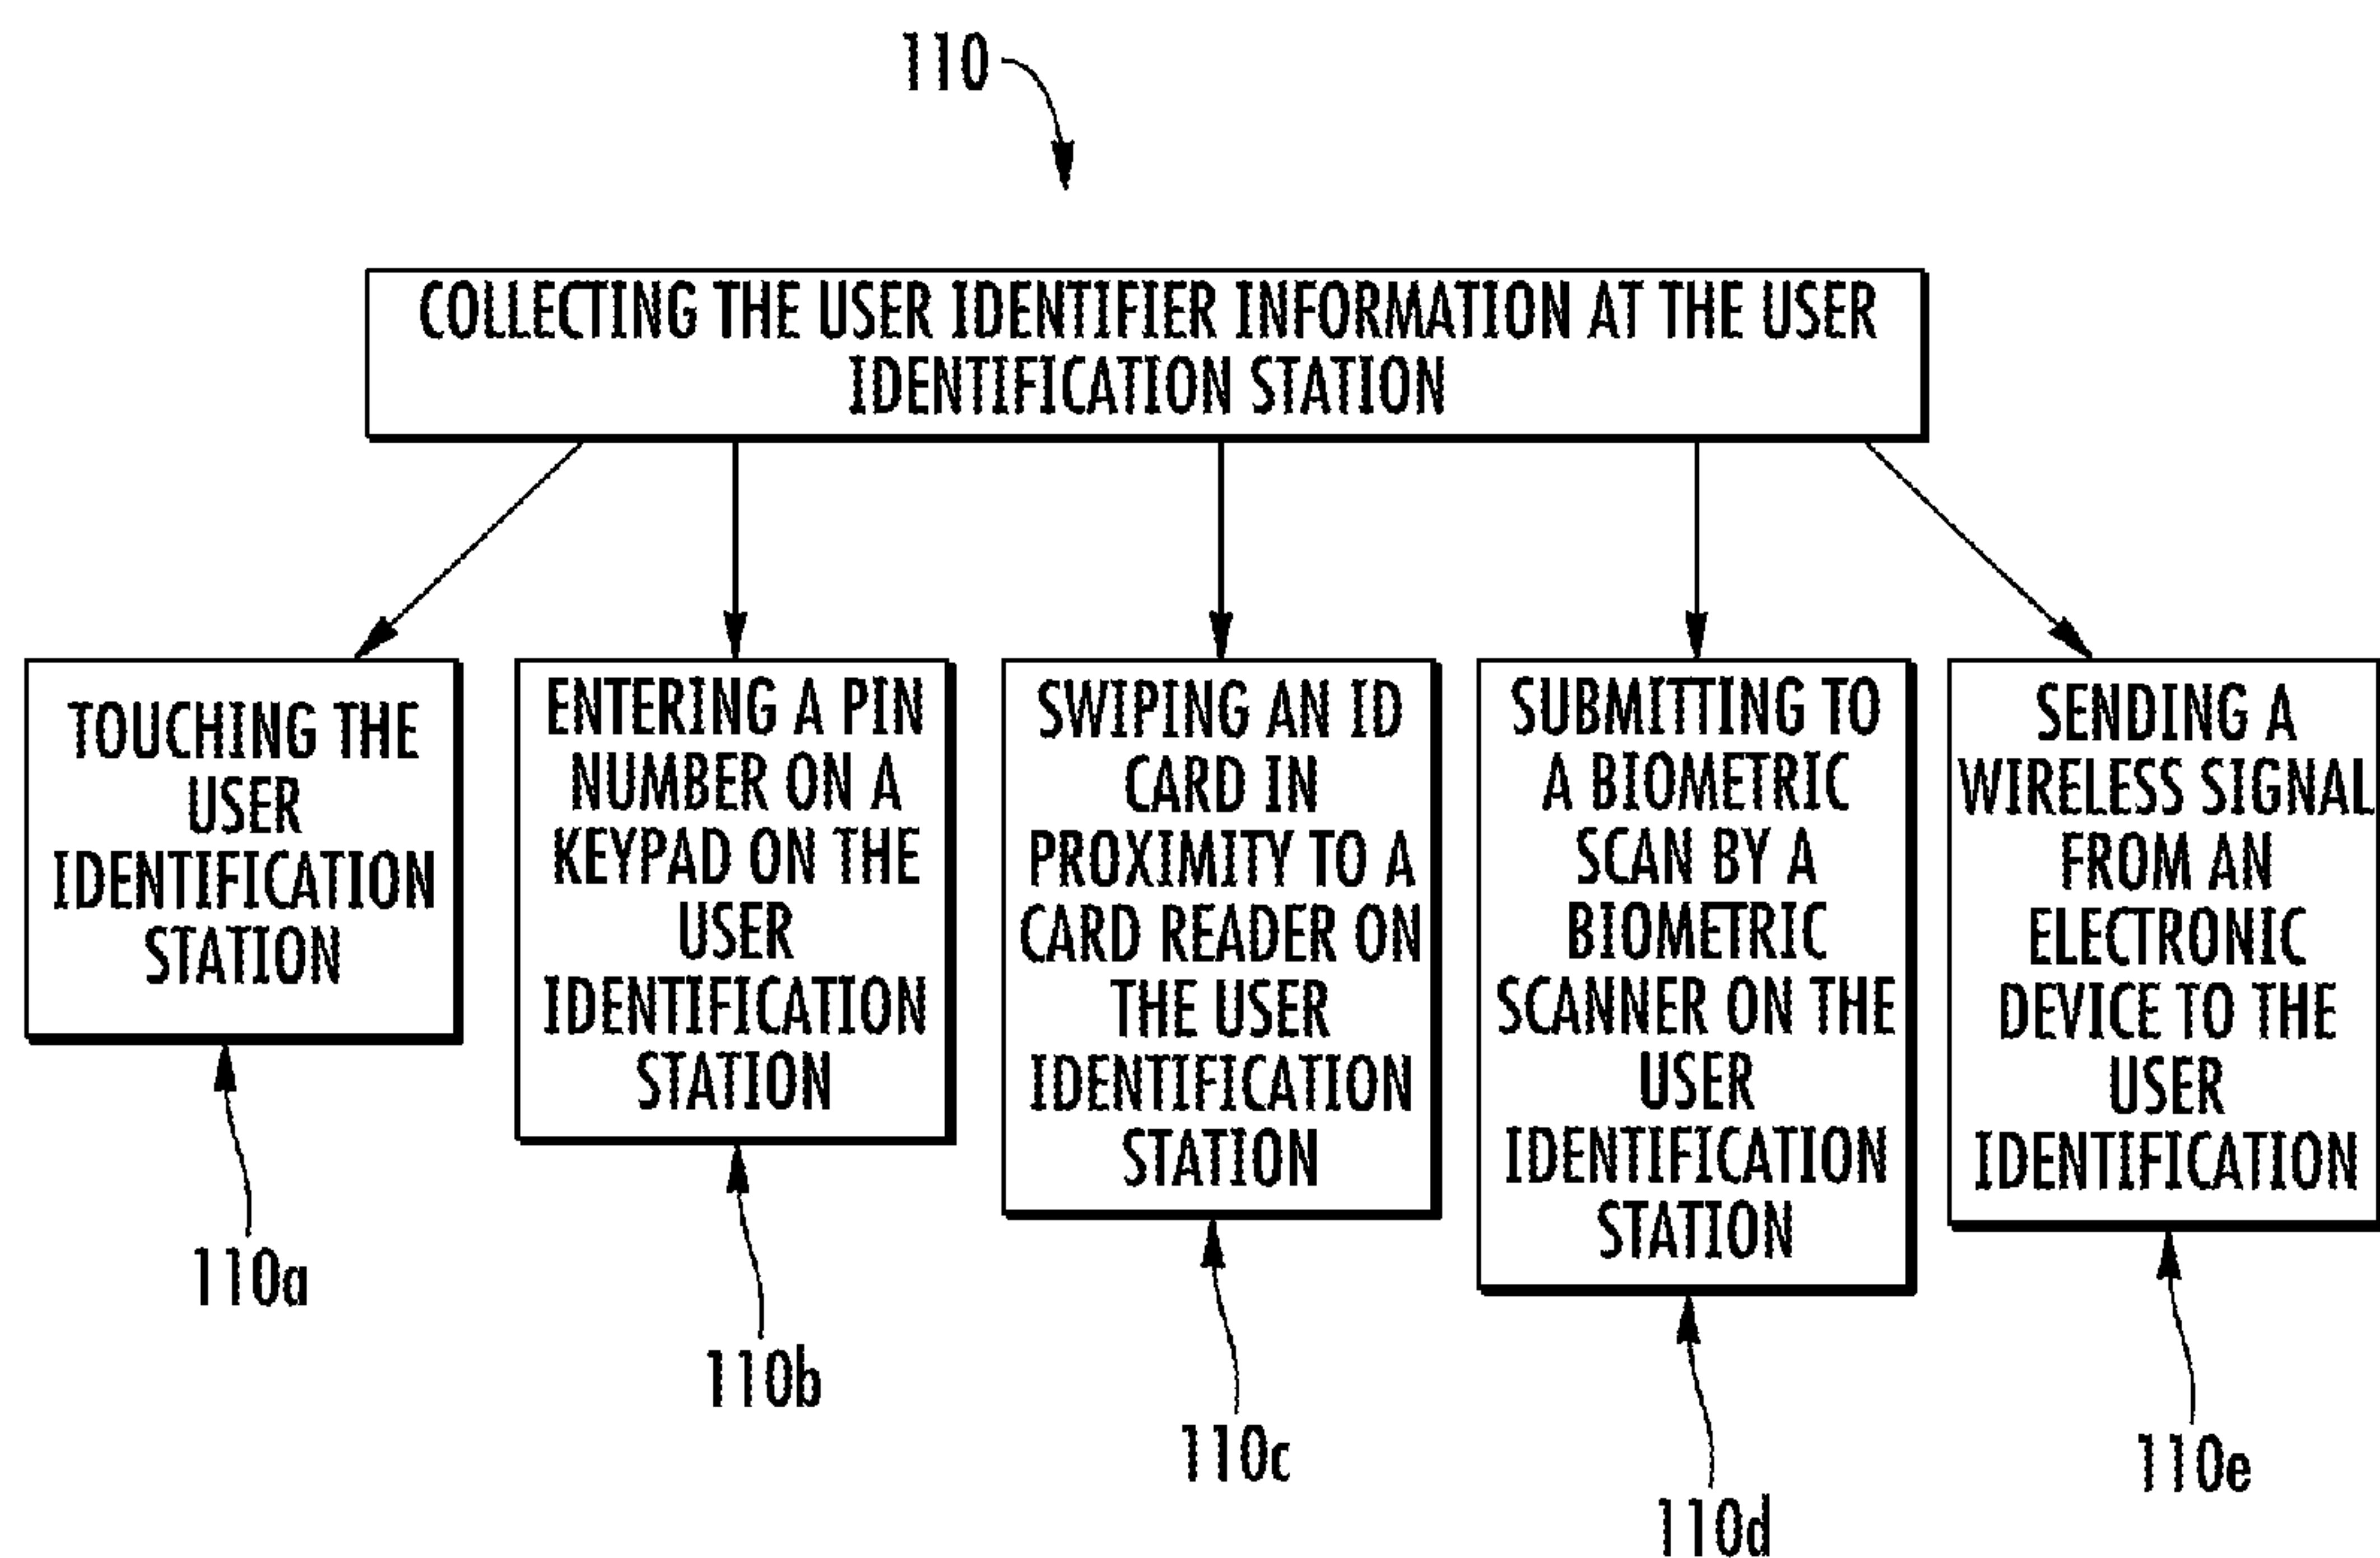 110
COLLECTING THE USER IDENTIFIER INFORMATION AT THE USER
IDENTIFICATION STATION
TOUCHING THE
USER
IDENTIFICATION
STATION
110a
ENTERING A PIN
NUMBER ON A
KEYPAD ON THE
USER
IDENTIFICATION
STATION
110b
SWIPING AN ID
CARD IN
PROXIMITY TO A
CARD READER ON
THE USER
IDENTIFICATION
STATION
110c
SUBMITTING TO
A BIOMETRIC
SCAN BY A
BIOMETRIC
SCANNER ON THE
USER
IDENTIFICATION
STATION
110d
SENDING A
WIRELESS SIGNAL
FROM AN
ELECTRONIC
DEVICE TO THE
USER
IDENTIFICATION
110e